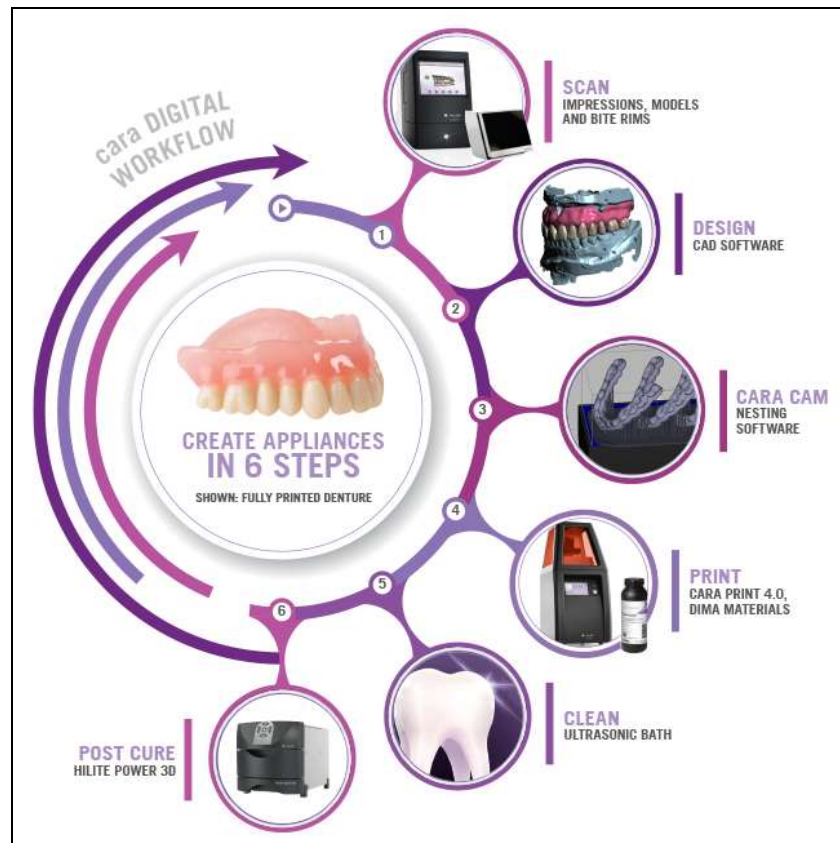 cara DIGITAL
WORKFLOW
SCAN
IMPRESSIONS, MODELS
AND BITE RIMS
1
DESIGN
CAD SOFTWARE
2
CARA CAM
NESTING
SOFTWARE
3
CREATE APPLIANCES
IN 6 STEPS
SHOWN: FULLY PRINTED DENTURE
4
PRINT
CARA PRINT 4.0,
DIMA MATERIALS
5
CLEAN
ULTRASONIC BATH
6
POST CURE
HILITE POWER 3D